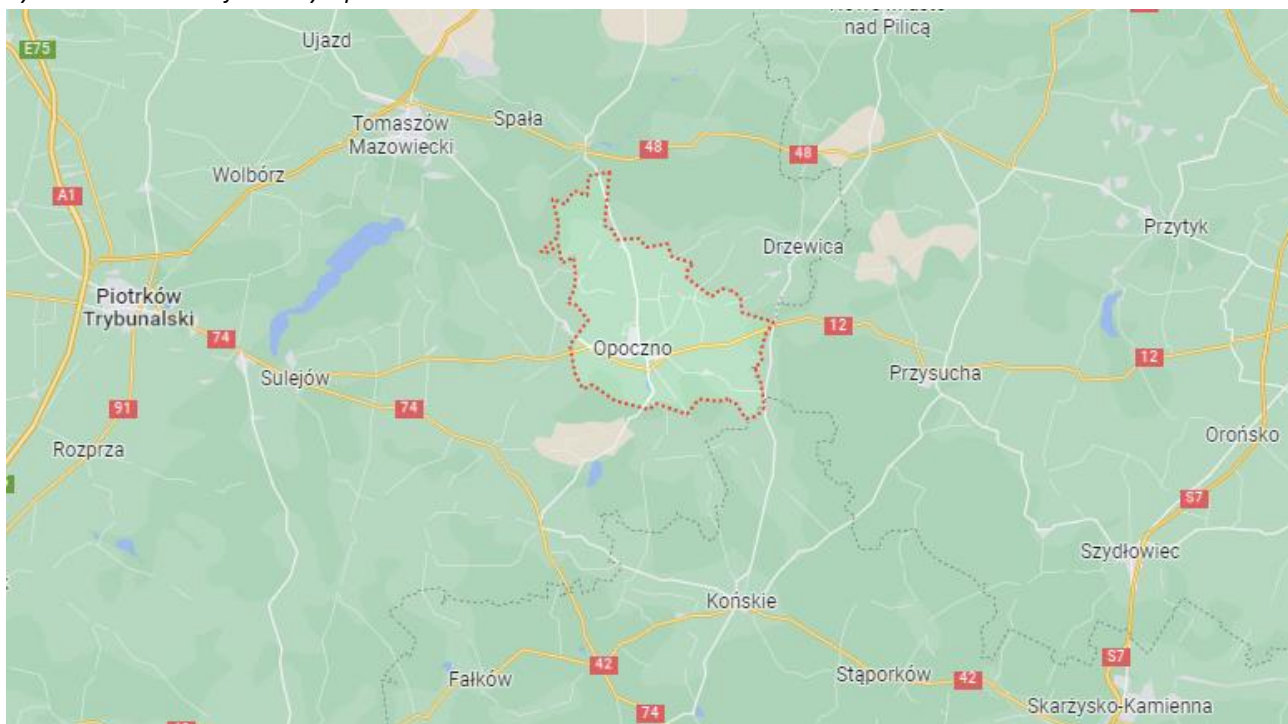 nad Pilicą
E75
Ujazd
Spała
Tomaszów
Mazowiecki
48
48
Wolbórz
A1
Przytyk
Drzewica
Piotrków
Trybunalski
74
12
Opoczno
12
Sulejów
Przysucha
74
91
Rozprza
Orońsko
S7
Szydłowiec
Końskie
42
S7
Fałków
Stąporków
42
Skarżysko-Kamienna
74